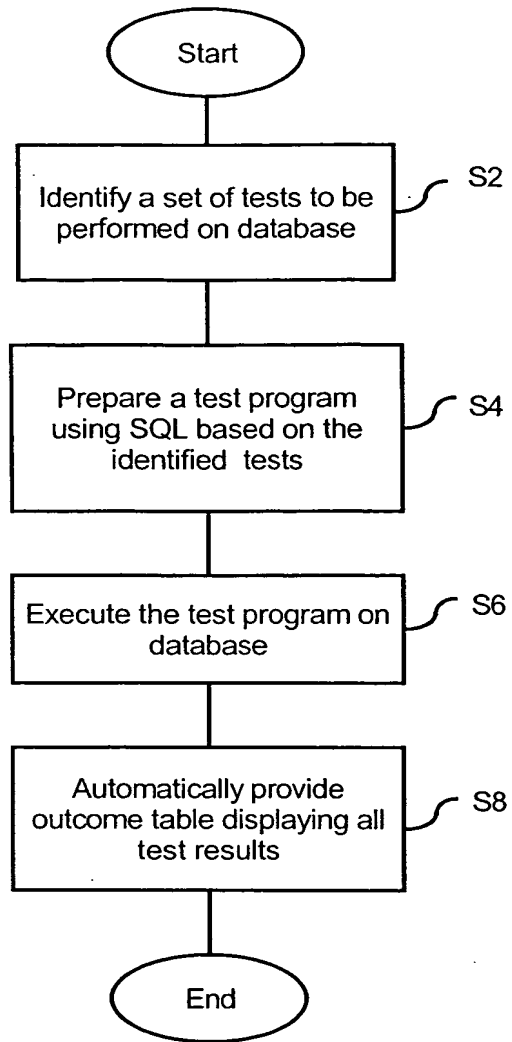 Start
S2
Identify a set of tests to be
performed on database
S4
Prepare a test program
using SQL based on the
identified tests
S6
Execute the test program on
database
S8
Automatically provide
outcome table displaying all
test results
End